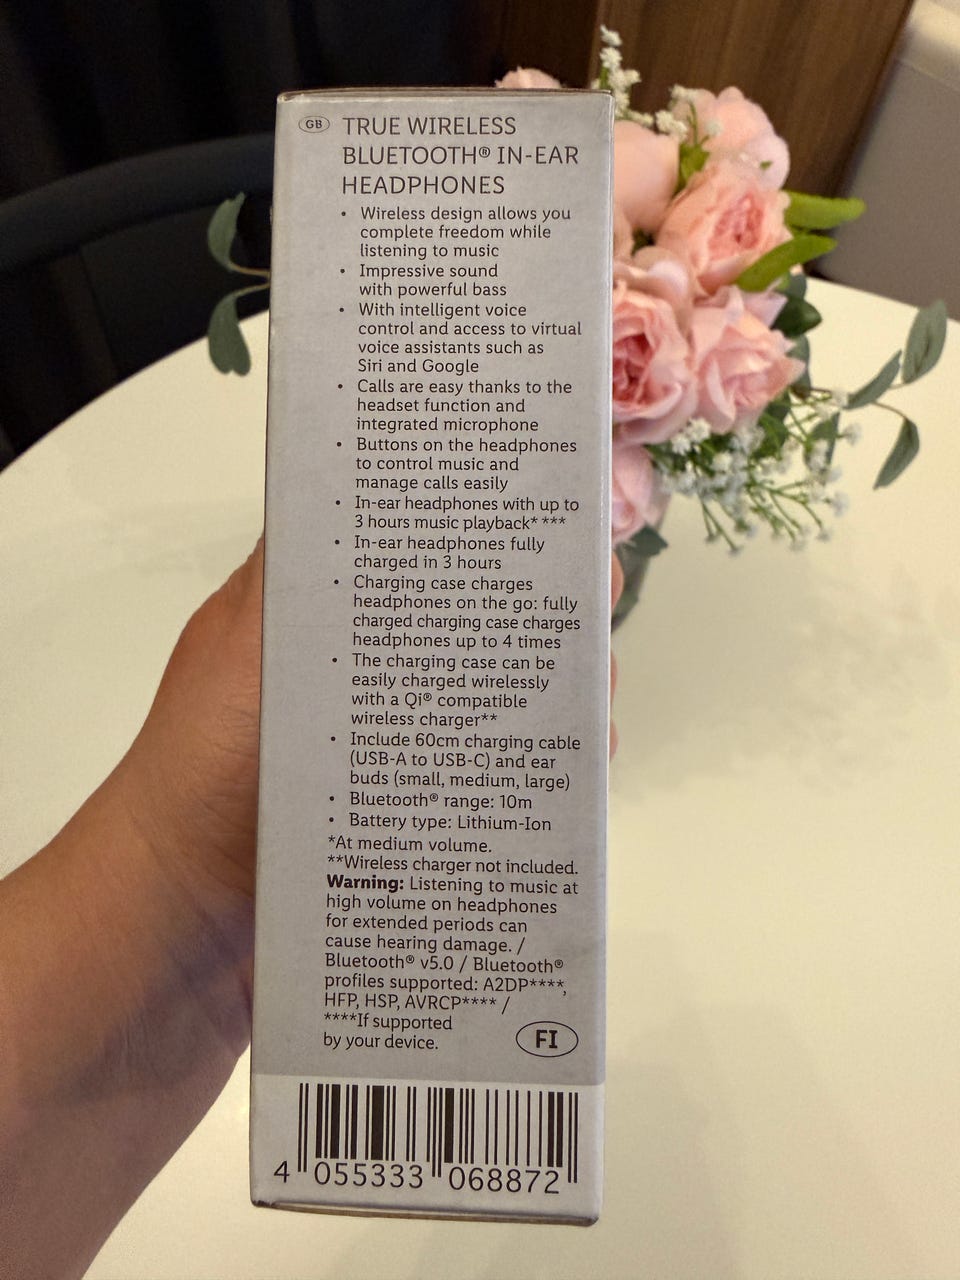 GB TRUE WIRELESS
BLUETOOTH® IN-EAR
HEADPHONES
• Wireless design allows you
complete freedom while
listening to music
• Impressive sound
with powerful bass
• With intelligent voice
control and access to virtual
voice assistants such as
Siri and Google
• Calls are easy thanks to the
headset function and
integrated microphone
• Buttons on the headphones
to control music and
manage calls easily
• In-ear headphones with up to
3 hours music playback* ***
• In-ear headphones fully
charged in 3 hours
• Charging case charges
headphones on the go: fully
charged charging case charges
headphones up to 4 times
• The charging case can be
easily charged wirelessly
with a Qi® compatible
wireless charger**
• Include 60cm charging cable
(USB-A to USB-C) and ear
buds (small, medium, large)
• Bluetooth® range: 10m
• Battery type: Lithium-Ion
*At medium volume.
**Wireless charger not included.
Warning: Listening to music at
high volume on headphones
for extended periods can
cause hearing damage. /
Bluetooth® v5.0 / Bluetooth®
profiles supported: A2DP****,
HFP, HSP, AVRCP**** /
****If supported
by your device.
FI
4 055333 068872